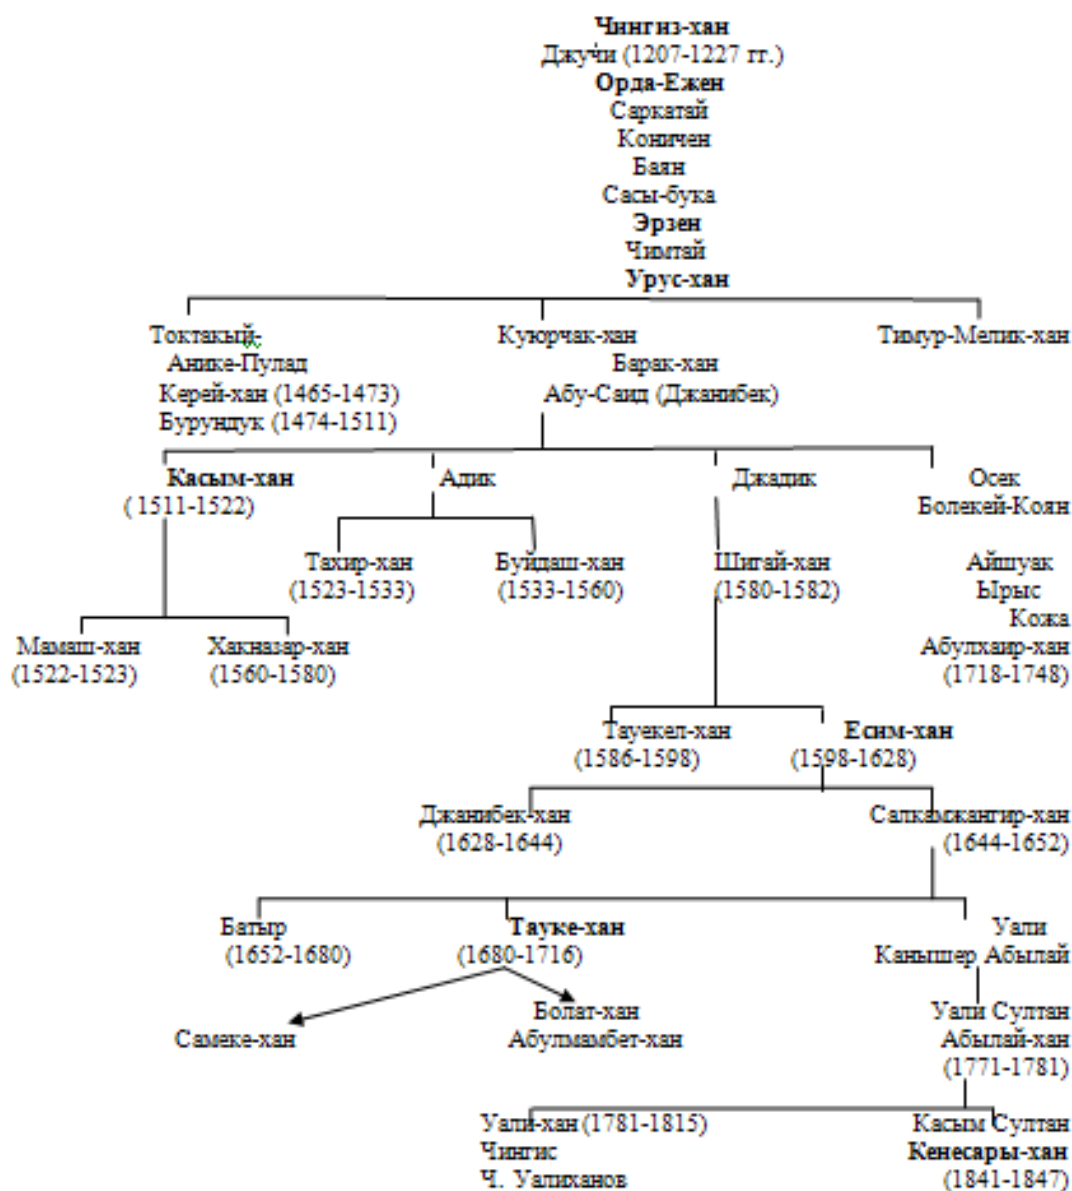 Чингиз-хан
Джучи (1207-1227 гг.)
Орда-Ежен
Саркатай
Коничен
Баян
Сасы-бука
Эрзен
Чимтай
Урус-хан
Токтакый- Куюрчак-хан Тимур-Мелик-хан
Анике-Пулад Барак-хан
Керей-хан (1465-1473) Абу-Саид (Джанибек)
Бурундук (1474-1511)
Касым-хан Адик Джадик Осек
( 1511-1522) Болекей-Коян
Тахир-хан Буйдаш-хан Шигай-хан Айшуак
(1523-1533) (1533-1560) (1580-1582) Ырыс
Кожа
Мамаш-хан Хакназар-хан Абулхаир-хан
(1522-1523) (1560-1580) (1718-1748)
Тауекел-хан Есим-хан
(1586-1598) (1598-1628)
Джанибек-хан Салкамжангир-хан
(1628-1644) (1644-1652)
Батыр Тауке-хан Уали
(1652-1680) (1680-1716) Канышер Абылай
Болат-хан Уали Султан
Самеке-хан Абулмамбет-хан Абылай-хан
(1771-1781)
Уали-хан (1781-1815) Касым Султан
Чингис Кенесары-хан
Ч. Уалиханов (1841-1847)